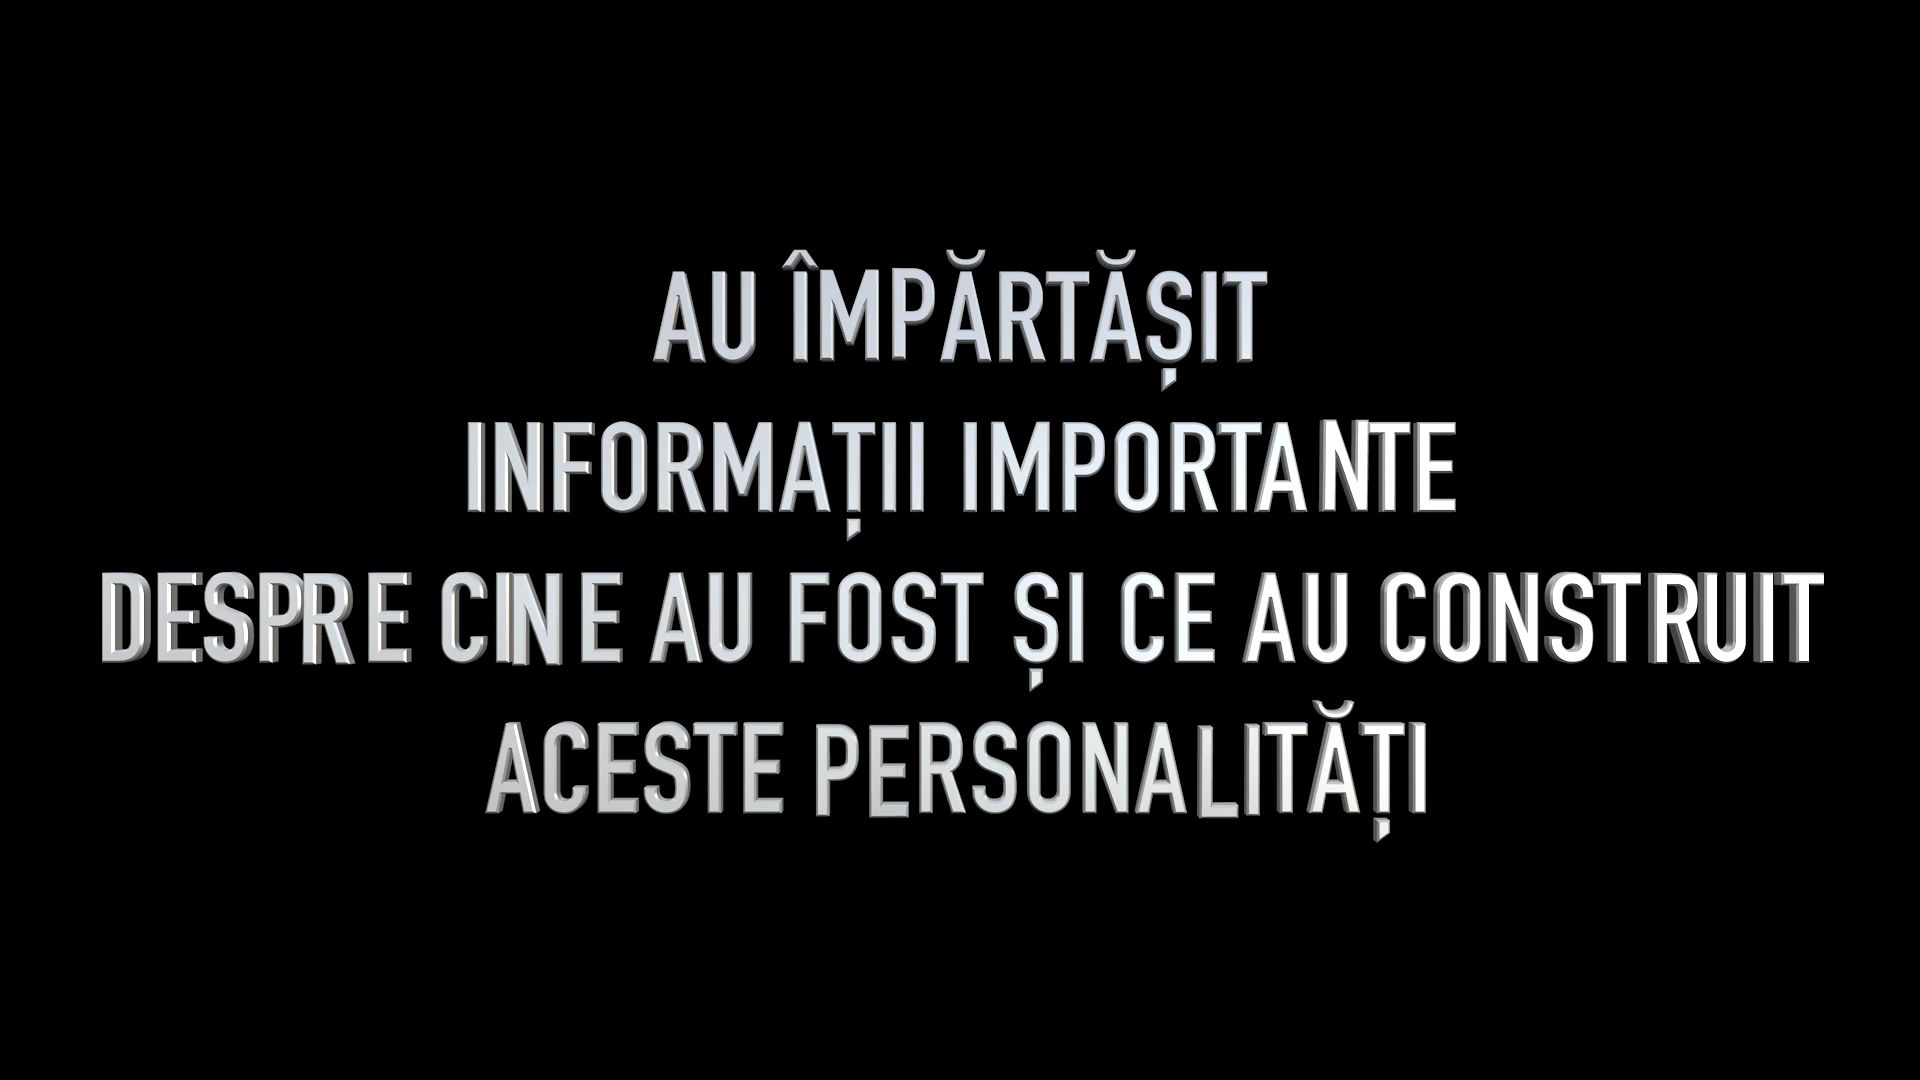 AU ÎMPĂRTĂȘIT
INFORMAȚII IMPORTANTE
DESPRE CINE AU FOST ȘI CE AU CONSTRUIT
ACESTE PERSONALITĂȚI